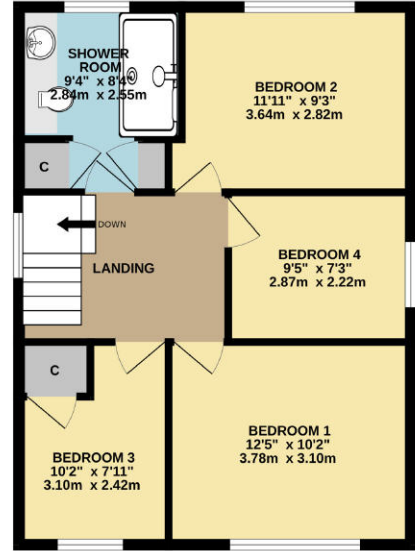 SHOWER
ROOM
9'4" x 8'4"
2.84m x 2.55m
BEDROOM 2
11'11" x 9'3"
3.64m x 2.82m
C
DOWN
LANDING
BEDROOM 4
9'5" x 7'3"
2.87m x 2.22m
C
BEDROOM 3
10'2" x 7'11"
3.10m x 2.42m
BEDROOM 1
12'5" x 10'2"
3.78m x 3.10m